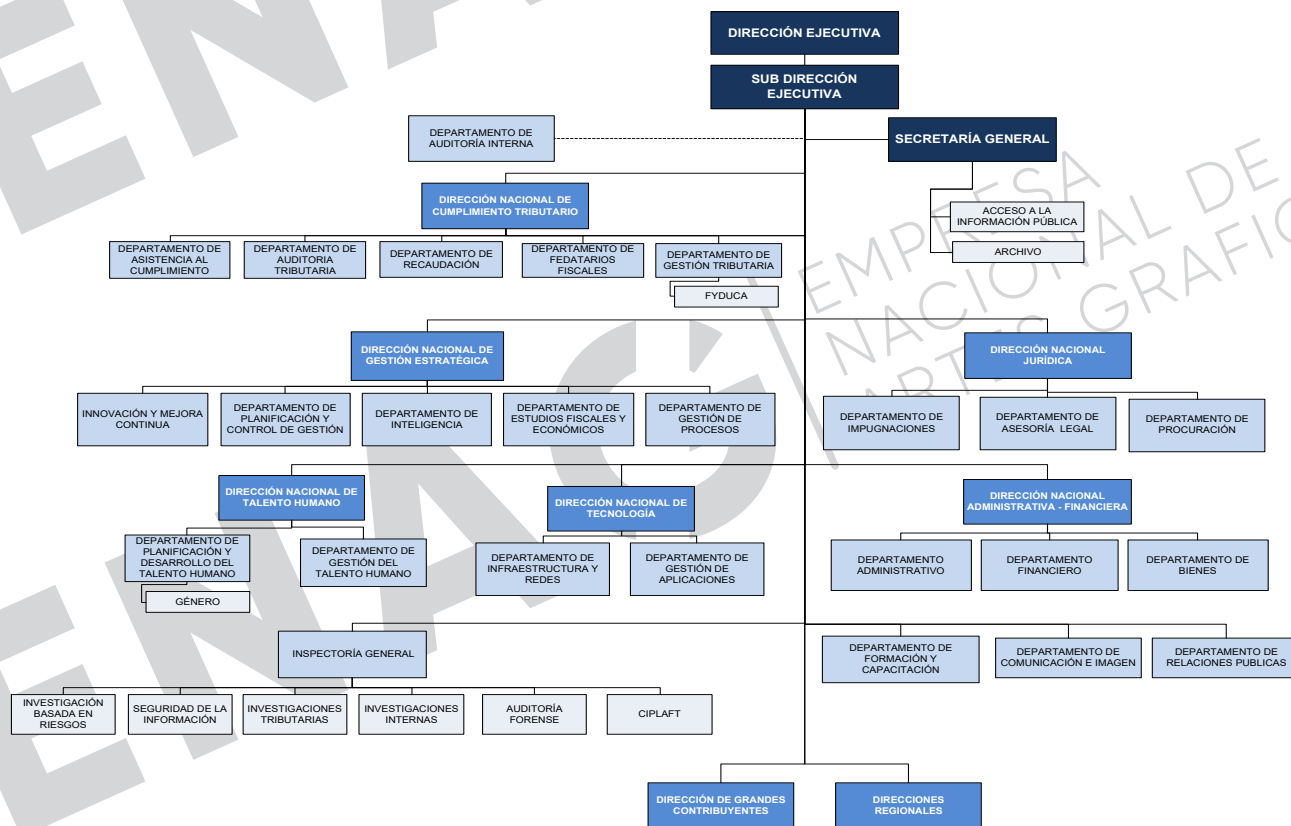 DIRECCIÓN EJECUTIVA
SUB DIRECCIÓN
EJECUTIVA
DEPARTAMENTO DE
AUDITORÍA INTERNA
SECRETARÍA GENERAL
ACCESO A LA
INFORMACIÓN PÚBLICA
ARCHIVO
DIRECCIÓN NACIONAL DE
CUMPLIMIENTO TRIBUTARIO
DEPARTAMENTO DE
ASISTENCIA AL
CUMPLIMIENTO
DEPARTAMENTO DE
AUDITORIA
TRIBUTARIA
DEPARTAMENTO DE
RECAUDACIÓN
DEPARTAMENTO DE
FEDATARIOS
FISCALES
DEPARTAMENTO DE
GESTIÓN TRIBUTARIA
FYDUCA
DIRECCIÓN NACIONAL DE
GESTIÓN ESTRATÉGICA
DIRECCIÓN NACIONAL
JURÍDICA
INNOVACIÓN Y MEJORA
CONTINUA
DEPARTAMENTO DE
PLANIFICACIÓN Y
CONTROL DE GESTIÓN
DEPARTAMENTO DE
INTELIGENCIA
DEPARTAMENTO DE
ESTUDIOS FISCALES Y
ECONÓMICOS
DEPARTAMENTO DE
GESTIÓN DE
PROCESOS
DEPARTAMENTO DE
IMPUGNACIONES
DEPARTAMENTO DE
ASESORÍA LEGAL
DEPARTAMENTO DE
PROCURACIÓN
DIRECCIÓN NACIONAL DE
TALENTO HUMANO
DIRECCIÓN NACIONAL DE
TECNOLOGÍA
DIRECCIÓN NACIONAL
ADMINISTRATIVA - FINANCIERA
DEPARTAMENTO DE
PLANIFICACIÓN Y
DESARROLLO DEL
TALENTO HUMANO
GÉNERO
DEPARTAMENTO DE
GESTIÓN DEL
TALENTO HUMANO
DEPARTAMENTO DE
INFRAESTRUCTURA Y
REDES
DEPARTAMENTO DE
GESTIÓN DE
APLICACIONES
DEPARTAMENTO
ADMINISTRATIVO
DEPARTAMENTO
FINANCIERO
DEPARTAMENTO DE
BIENES
INSPECTORÍA GENERAL
DEPARTAMENTO DE
FORMACIÓN Y
CAPACITACIÓN
DEPARTAMENTO DE
COMUNICACIÓN E IMAGEN
DEPARTAMENTO DE
RELACIONES PUBLICAS
INVESTIGACIÓN
BASADA EN
RIESGOS
SEGURIDAD DE LA
INFORMACIÓN
INVESTIGACIONES
TRIBUTARIAS
INVESTIGACIONES
INTERNAS
AUDITORÍA
FORENSE
CIPLAFT
DIRECCIÓN DE GRANDES
CONTRIBUYENTES
DIRECCIONES
REGIONALES
ENAG
EMPRESA
NACIONAL DE